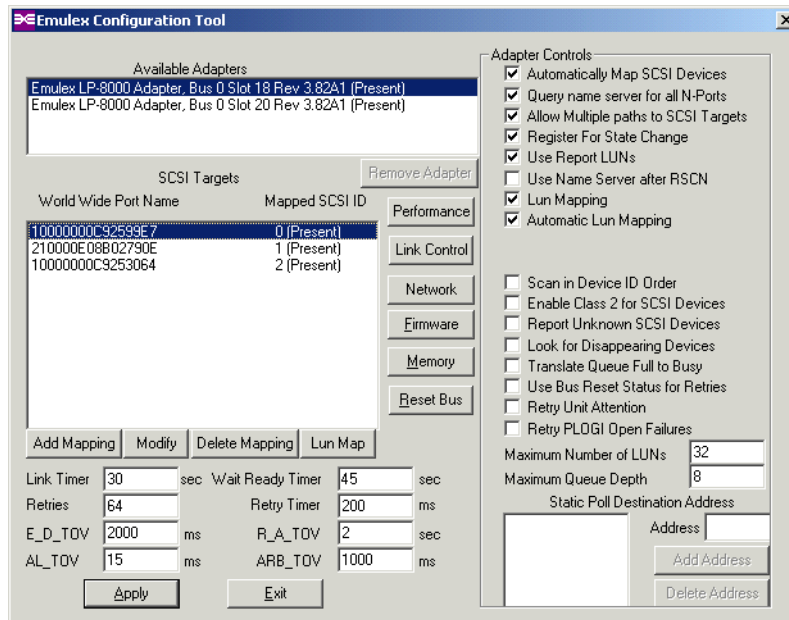 Emulex Configuration Tool
Available Adapters
Emulex LP-8000 Adapter, Bus 0 Slot 18 Rev 3.82A1 (Present)
Emulex LP-8000 Adapter, Bus 0 Slot 20 Rev 3.82A1 (Present)
Remove Adapter
SCSI Targets
World Wide Port Name Mapped SCSI ID
10000000C92599E7 0 (Present)
210000E08B02790E 1 (Present)
10000000C9253064 2 (Present)
Performance
Link Control
Network
Firmware
Memory
Reset Bus
Add Mapping Modify Delete Mapping Lun Map
Link Timer 30 sec Wait Ready Timer 45 sec
Retries 64 Retry Timer 200 ms
E_D_TOV 2000 ms R_A_TOV 2 sec
AL_TOV 15 ms ARB_TOV 1000 ms
Apply Exit
Adapter Controls
Automatically Map SCSI Devices
Query name server for all N-Ports
Allow Multiple paths to SCSI Targets
Register For State Change
Use Report LUNs
Use Name Server after RSCN
Lun Mapping
Automatic Lun Mapping
Scan in Device ID Order
Enable Class 2 for SCSI Devices
Report Unknown SCSI Devices
Look for Disappearing Devices
Translate Queue Full to Busy
Use Bus Reset Status for Retries
Retry Unit Attention
Retry PLOGI Open Failures
Maximum Number of LUNs 32
Maximum Queue Depth 8
Static Poll Destination Address
Address
Add Address
Delete Address